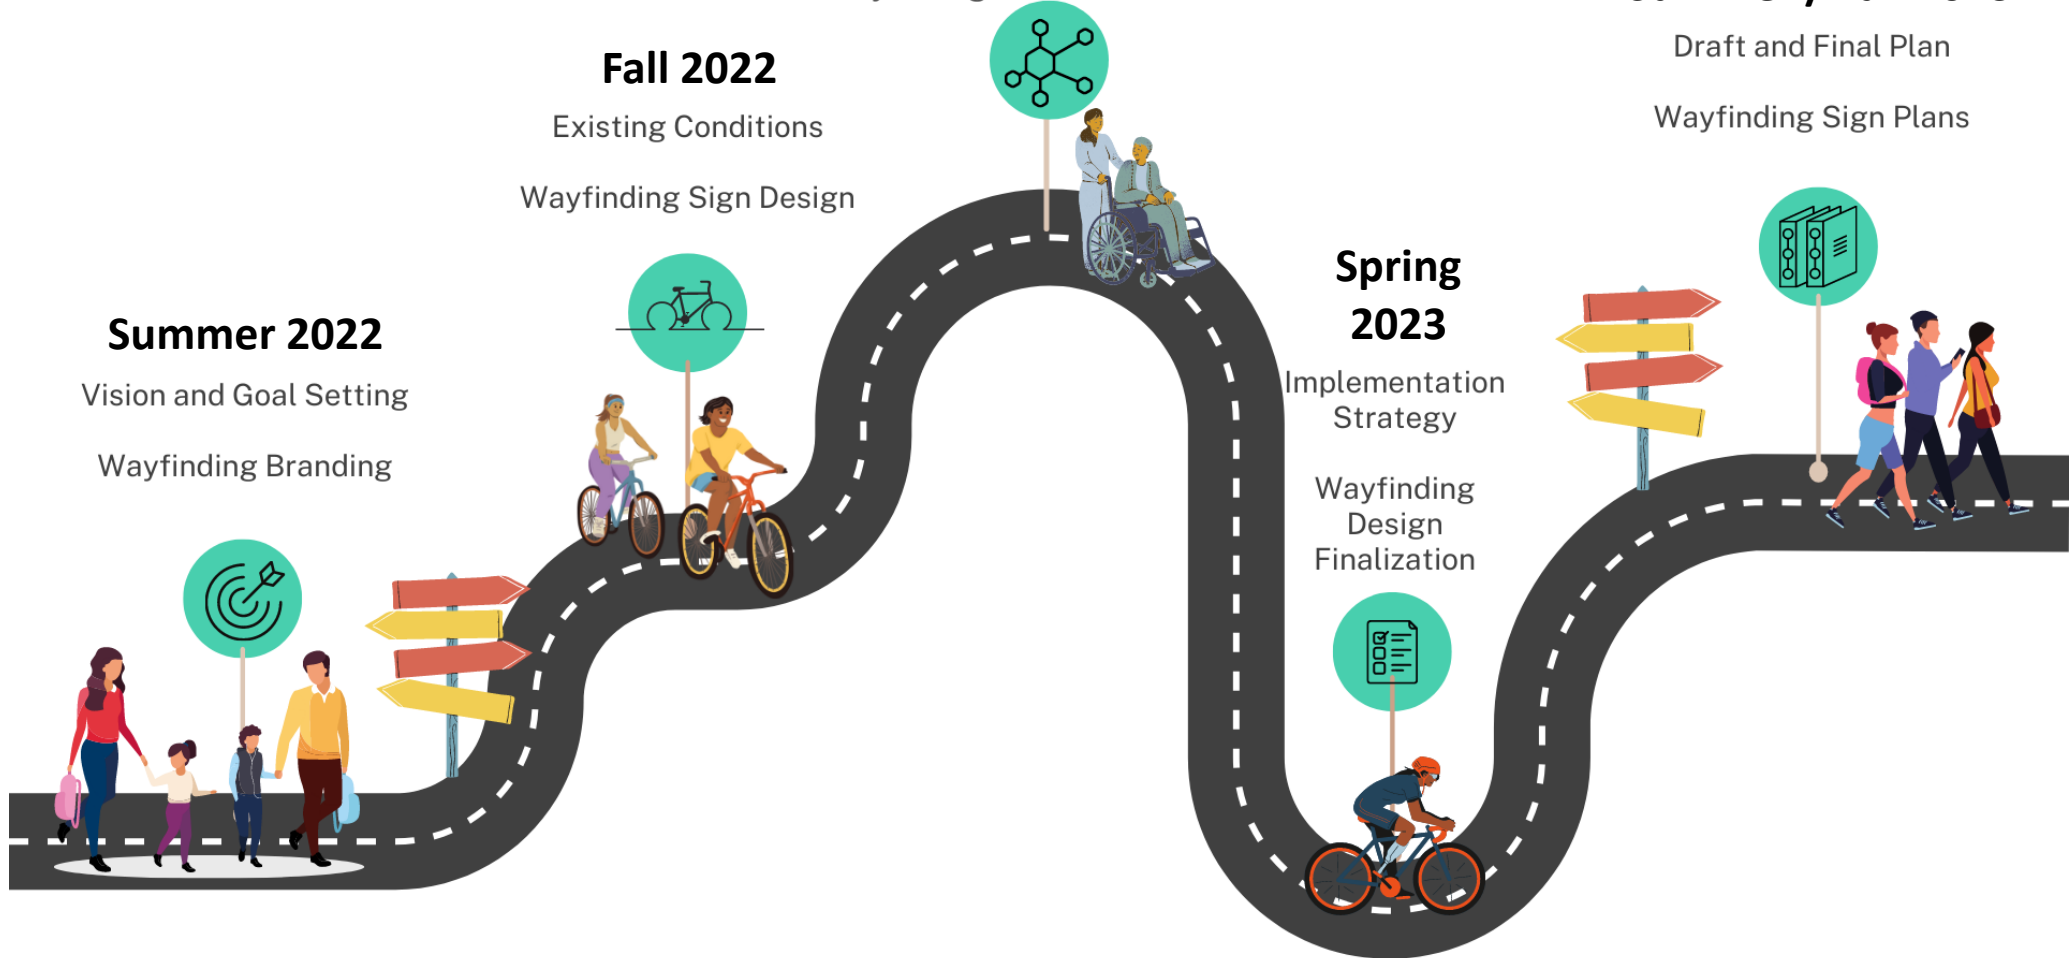 Fall 2022
Existing Conditions
Wayfinding Sign Design
Draft and Final Plan
Wayfinding Sign Plans
Summer 2022
Vision and Goal Setting
Wayfinding Branding
Spring
2023
Implementation
Strategy
Wayfinding
Design
Finalization